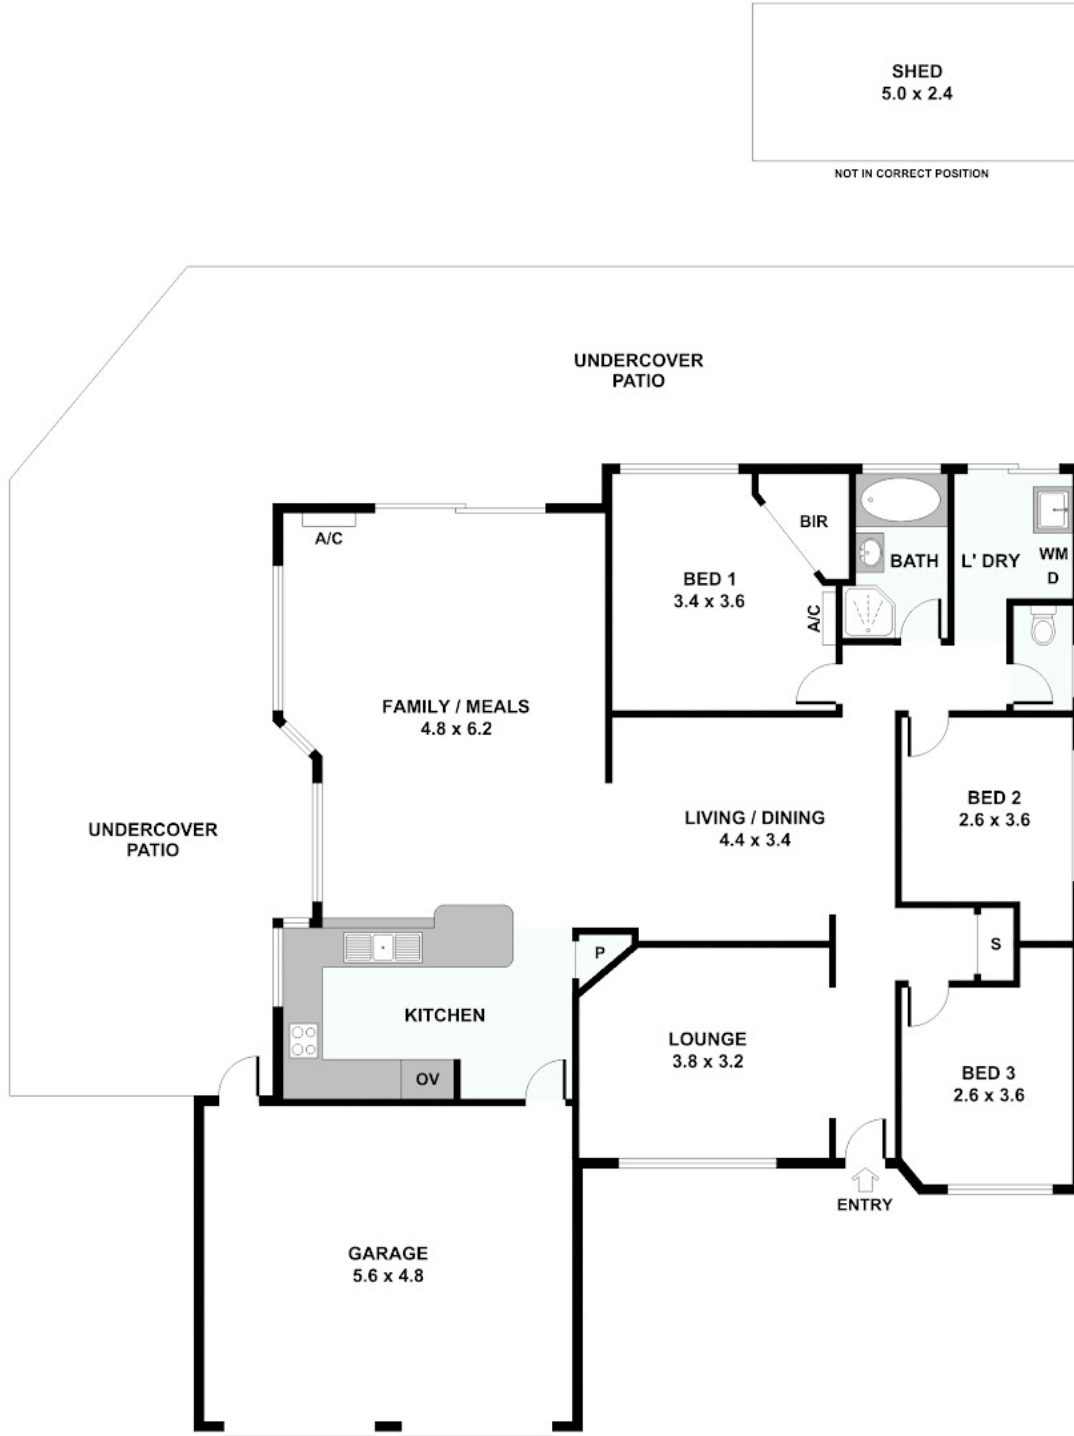 SHED
5.0 x 2.4
NOT IN CORRECT POSITION
UNDERCOVER
PATIO
A/C
BIR
BED 1
3.4 x 3.6
A/C
BATH
L' DRY
WM
D
FAMILY / MEALS
4.8 x 6.2
UNDERCOVER
PATIO
LIVING / DINING
4.4 x 3.4
BED 2
2.6 x 3.6
P
S
KITCHEN
LOUNGE
3.8 x 3.2
OV
BED 3
2.6 x 3.6
ENTRY
GARAGE
5.6 x 4.8